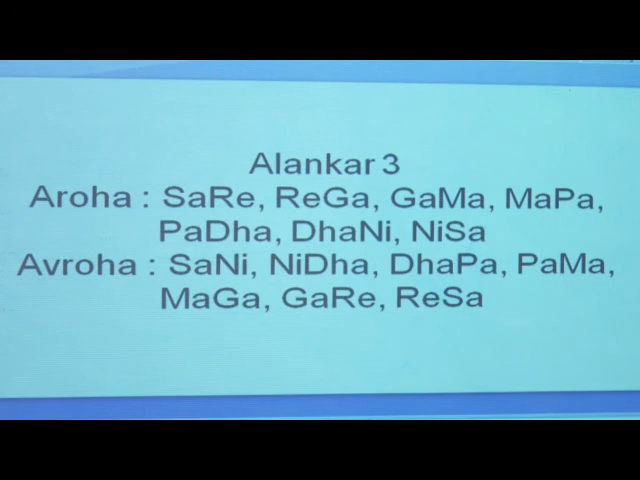 Alankar 3
Aroha : SaRe, ReGa, GaMa, MaPa,
PaDha, DhaNi, NiSa
Avroha : SaNi, NiDha, DhaPa, PaMa,
MaGa, GaRe, ReSa